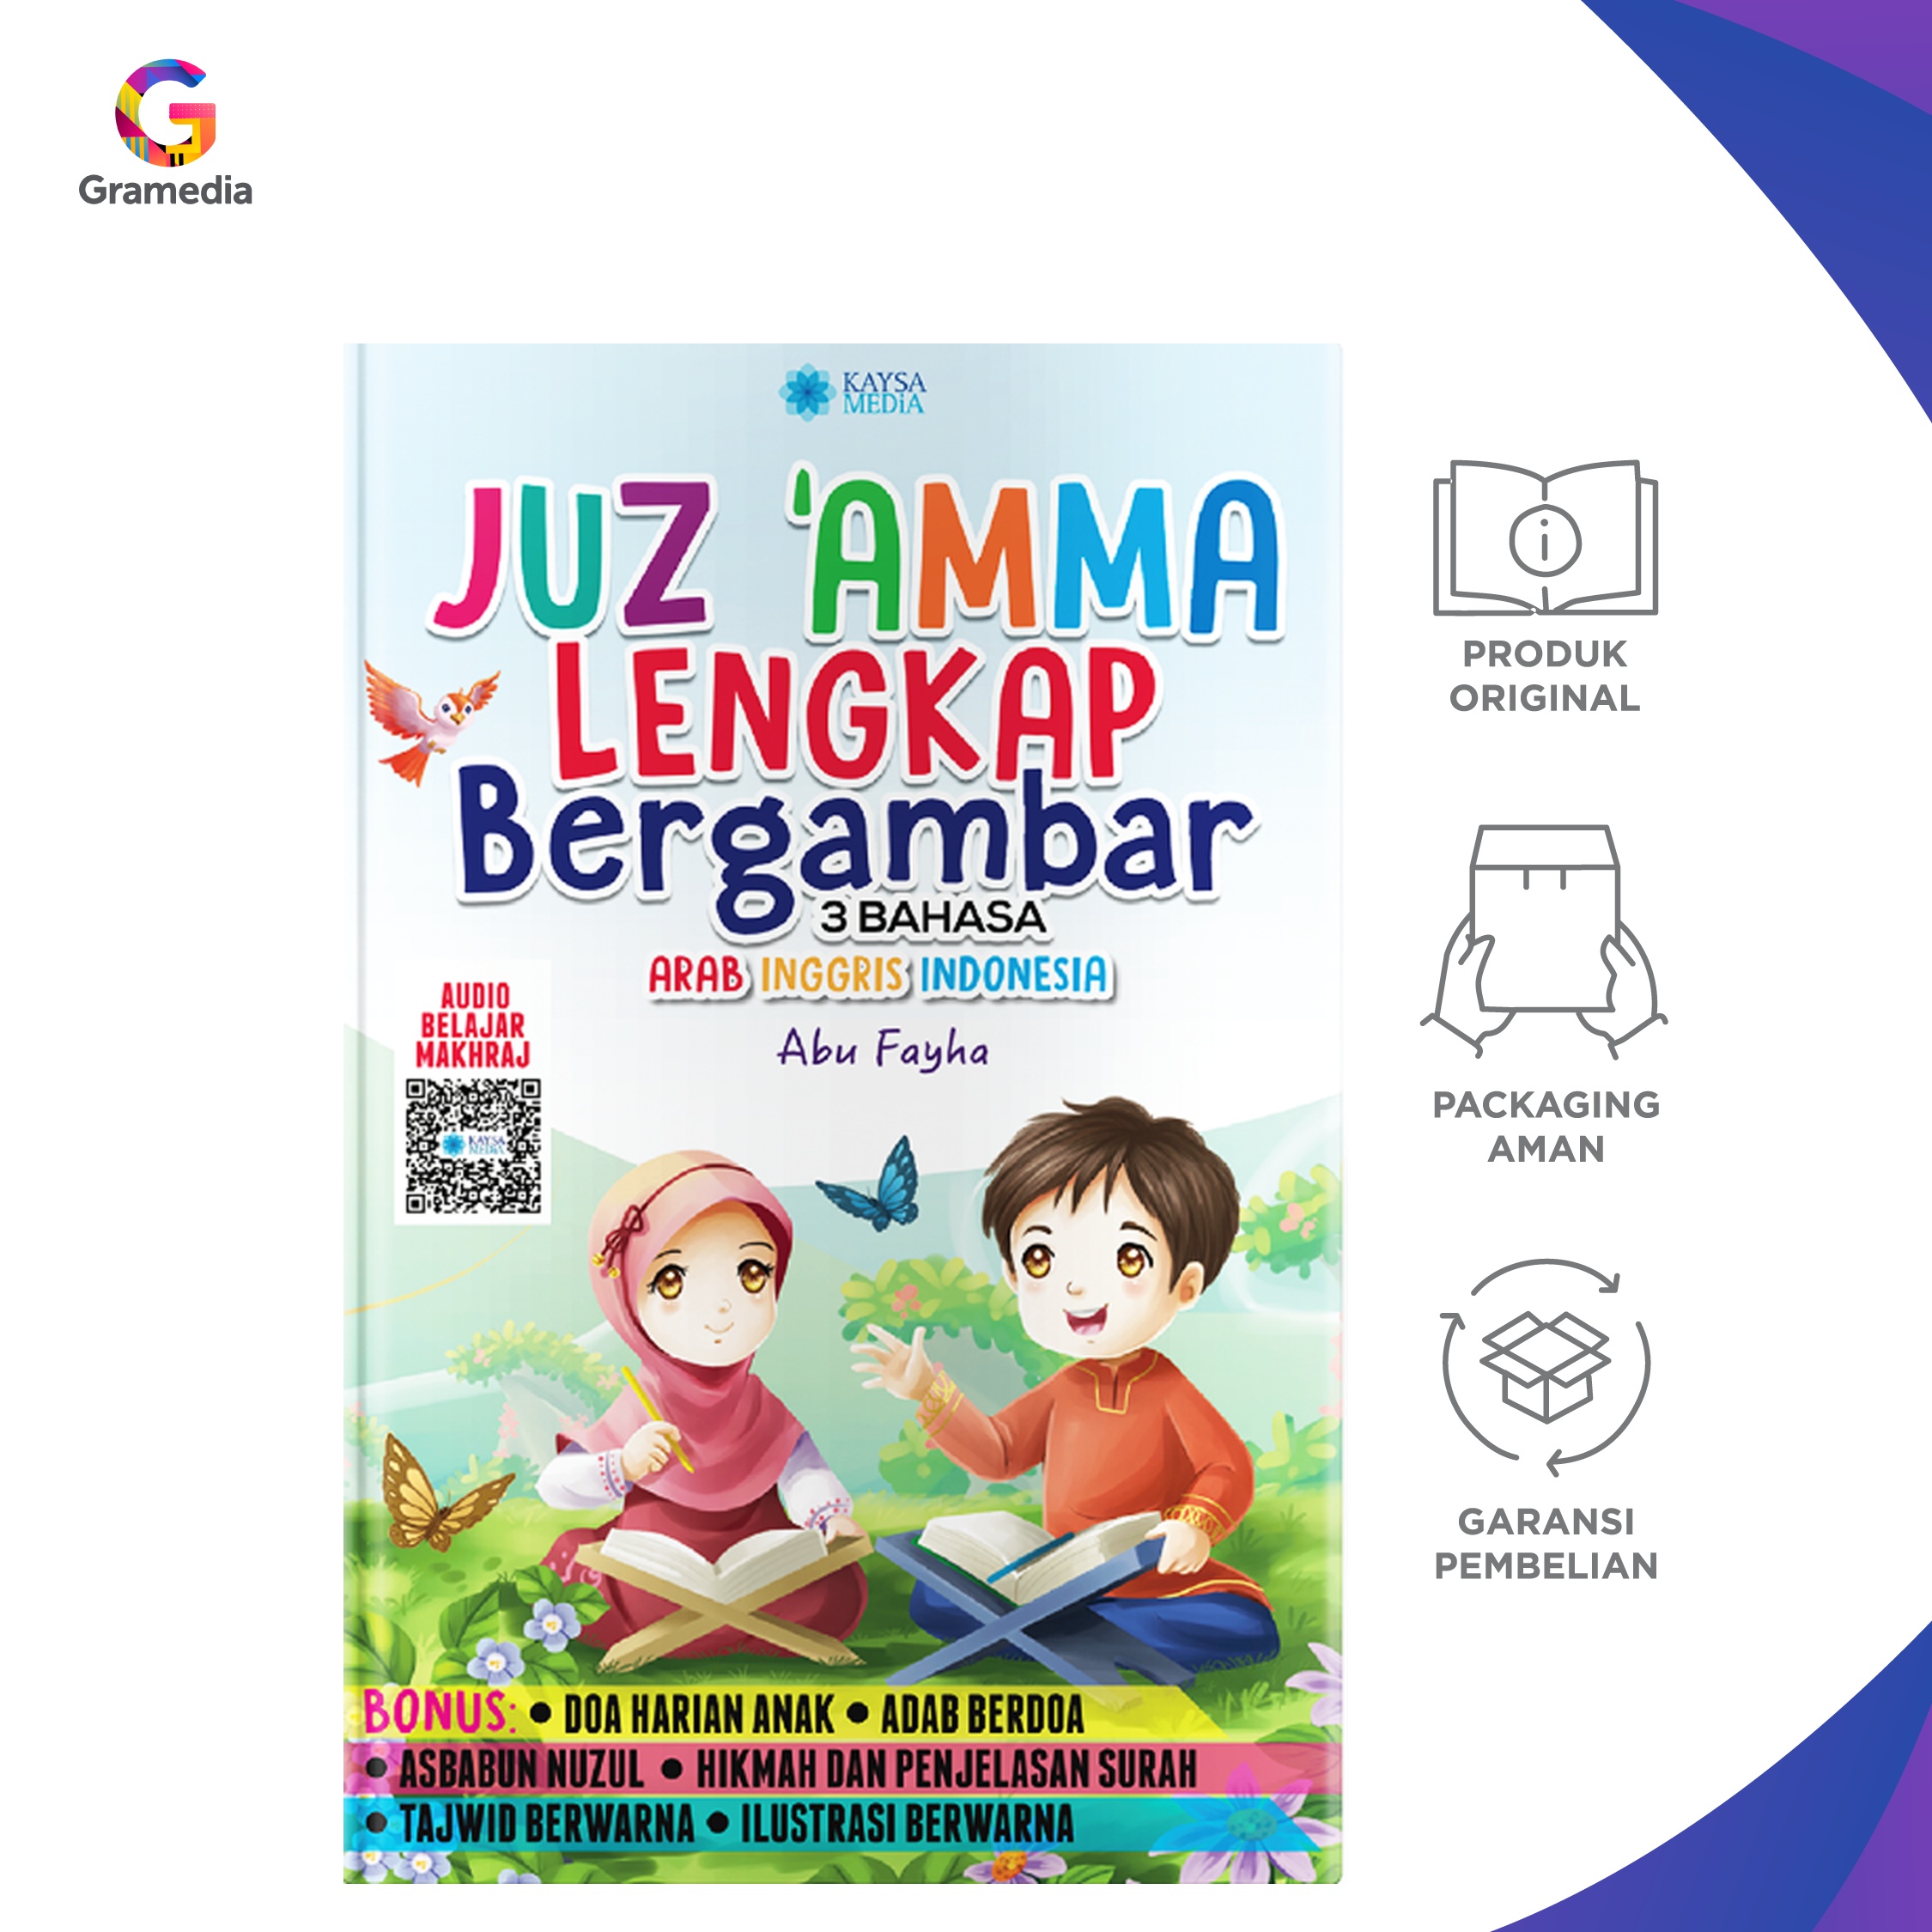 Gramedia
KAYSA
MEDiA
JUZ 'AMMA
LENGKAP
Bergambar
3 BAHASA
ARAB INGGRIS INDONESIA
Abu Fayha
AUDIO
BELAJAR
MAKHRAJ
KAYSA
MEDiA
BONUS: • DOA HARIAN ANAK • ADAB BERDOA
• ASBABUN NUZUL • HIKMAH DAN PENJELASAN SURAH
• TAJWID BERWARNA • ILUSTRASI BERWARNA
PRODUK
ORIGINAL
PACKAGING
AMAN
GARANSI
PEMBELIAN